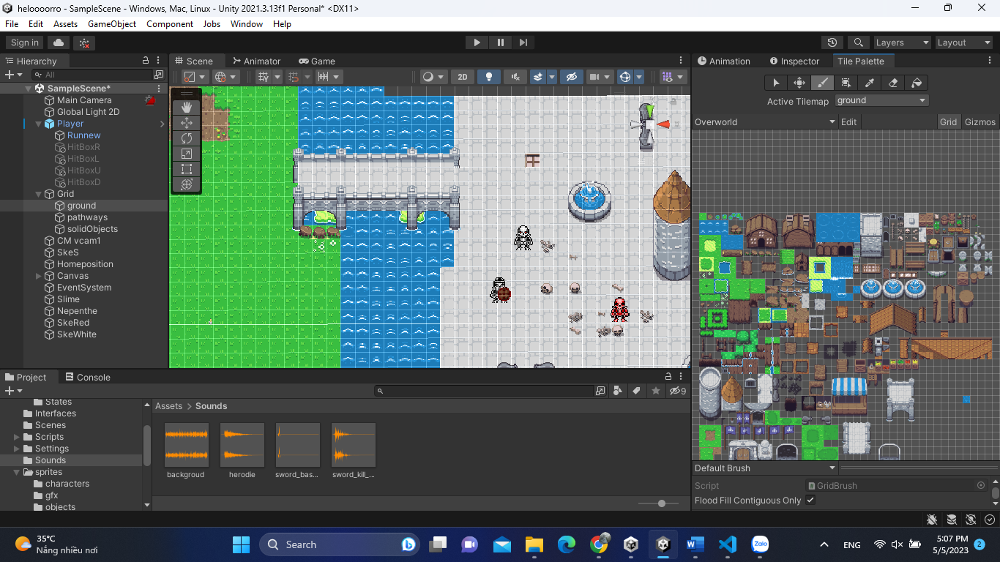 heloooorro - SampleScene - Windows, Mac, Linux - Unity 2021.3.13f1 Personal* <DX11>
File Edit Assets GameObject Component Jobs Window Help
Sign in Layers Layout
Hierarchy
All
SampleScene*
Main Camera
Global Light 2D
Player
Runnew
HitBoxR
HitBoxL
HitBoxU
HitBoxD
Grid
ground
pathways
solidObjects
CM vcam1
SkeS
Homeposition
Canvas
EventSystem
Slime
Nepenthe
SkeRed
SkeWhite
Scene Animator Game
2D
Animation Inspector Tile Palette
Active Tilemap ground
Overworld Edit Grid Gizmos
Default Brush
Script GridBrush
Flood Fill Contiguous Only
Project Console
9
States
Interfaces
Scenes
Scripts
Settings
Sounds
sprites
characters
gfx
objects
Assets > Sounds
backgroud herodie sword_bas... sword_kill_...
35°C
Nắng nhiều nơi
Search
Zalo
ENG
5:07 PM
5/5/2023
2